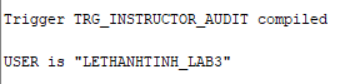 Trigger TRG_INSTRUCTOR_AUDIT compiled
USER is "LETHANHTINH_LAB3"